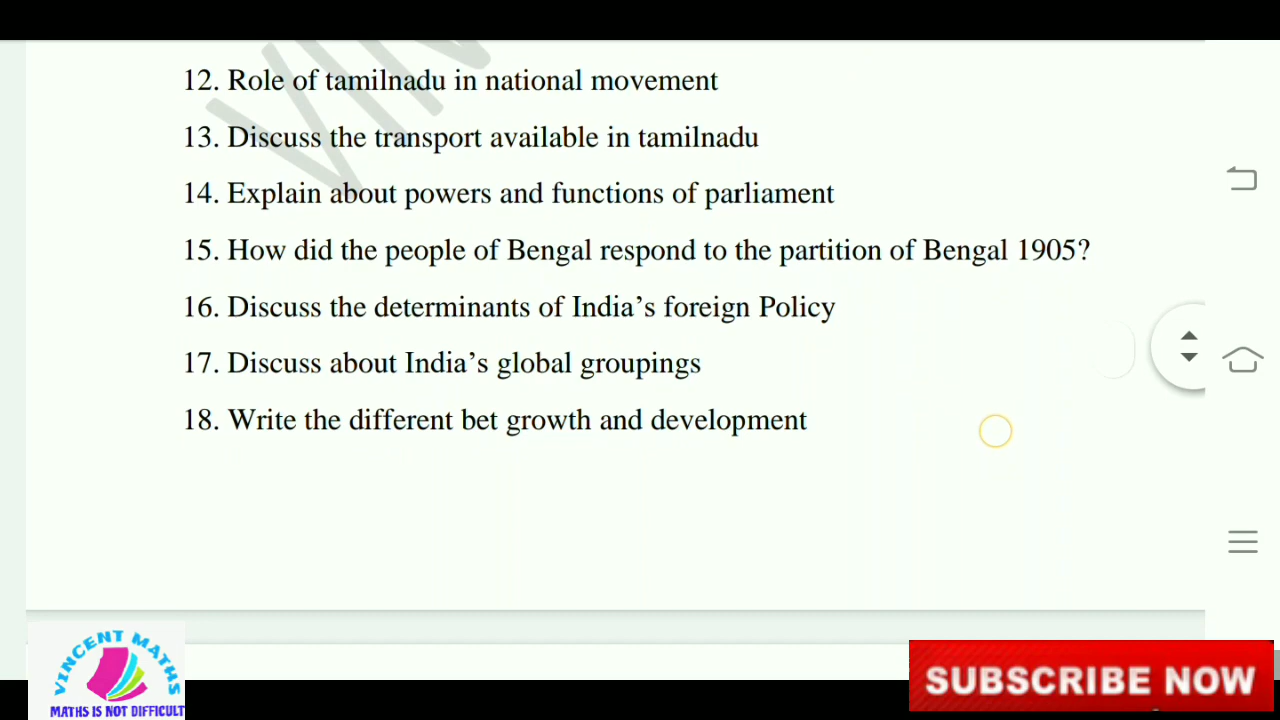 12. Role of tamilnadu in national movement
13. Discuss the transport available in tamilnadu
14. Explain about powers and functions of parliament
15. How did the people of Bengal respond to the partition of Bengal 1905?
16. Discuss the determinants of India’s foreign Policy
17. Discuss about India’s global groupings
18. Write the different bet growth and development
VINCENT MATHS
MATHS IS NOT DIFFICULT
SUBSCRIBE NOW